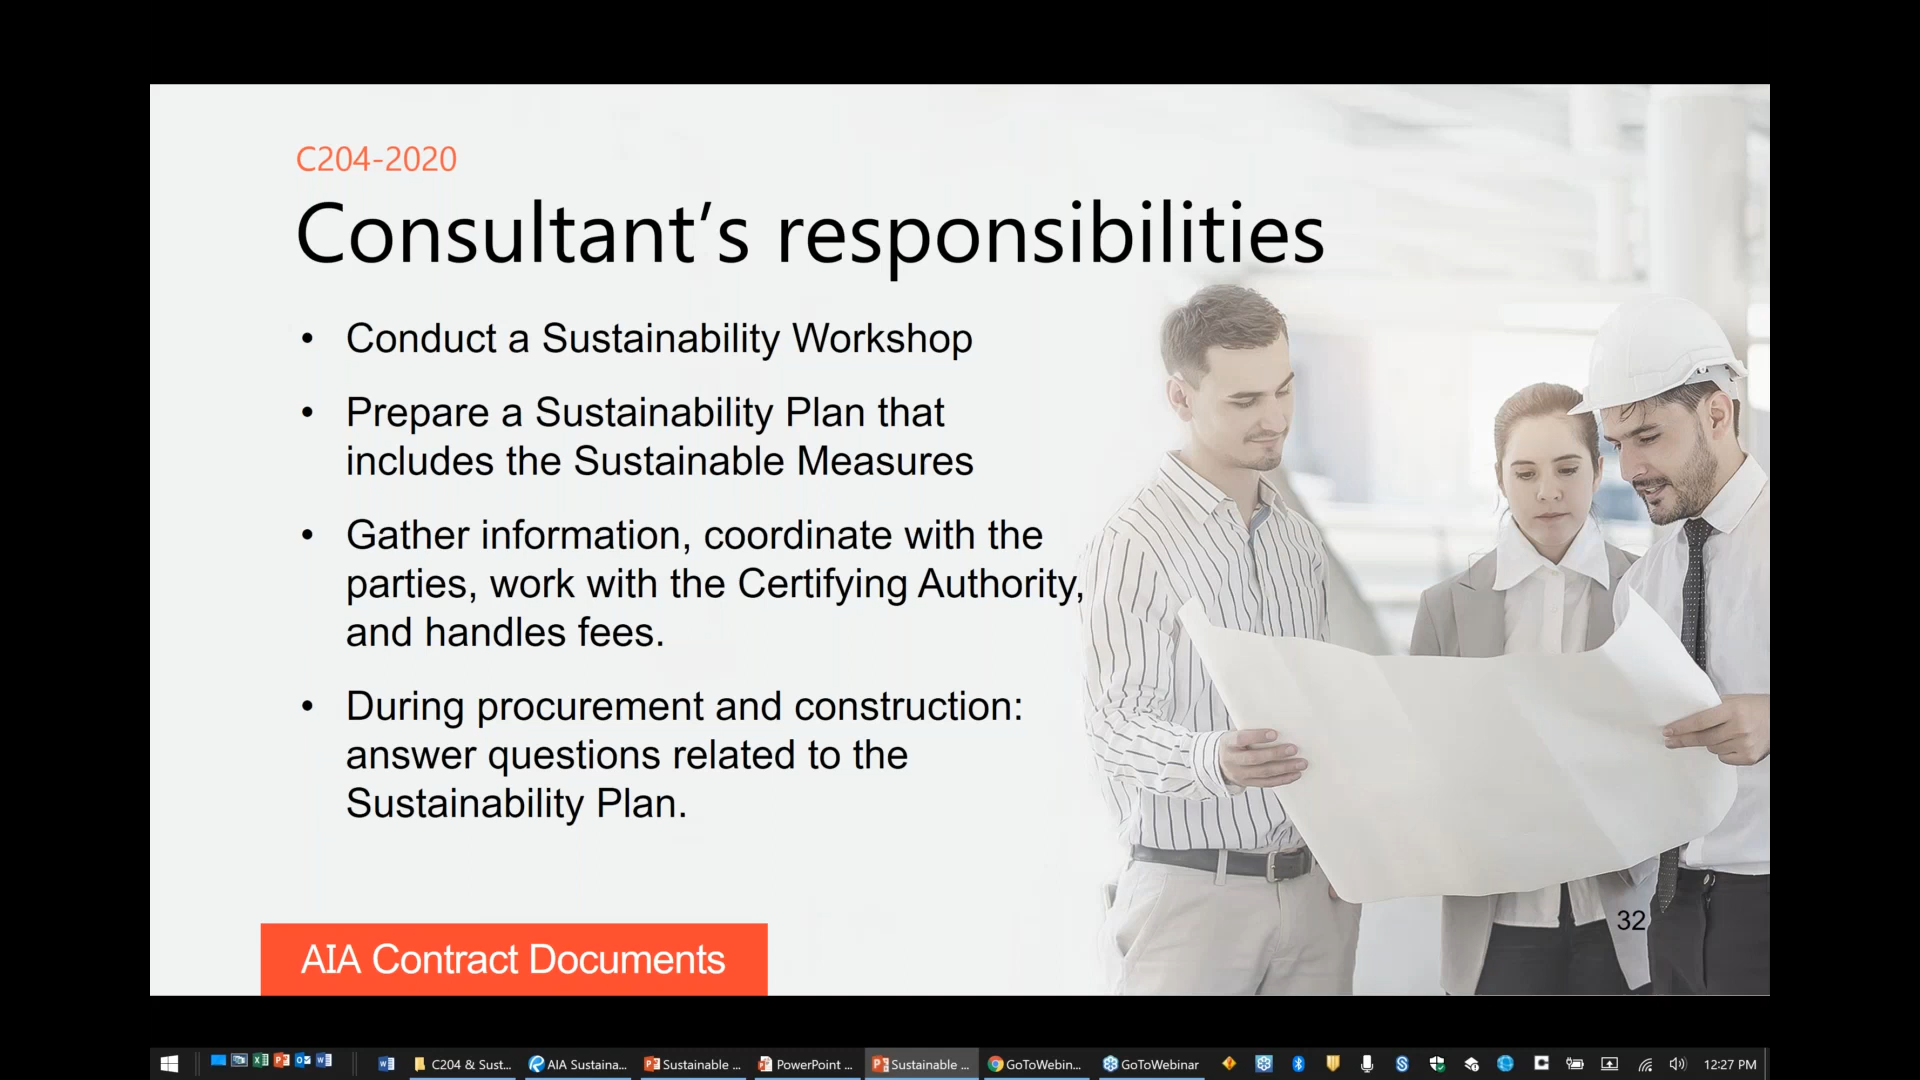 C204-2020
Consultant’s responsibilities
• Conduct a Sustainability Workshop
• Prepare a Sustainability Plan that
includes the Sustainable Measures
• Gather information, coordinate with the
parties, work with the Certifying Authority,
and handles fees.
• During procurement and construction:
answer questions related to the
Sustainability Plan.
32
AIA Contract Documents
C204 & Sust... AIA Sustaina... Sustainable ... PowerPoint ... Sustainable ... GoToWebin... GoToWebinar 12:27 PM